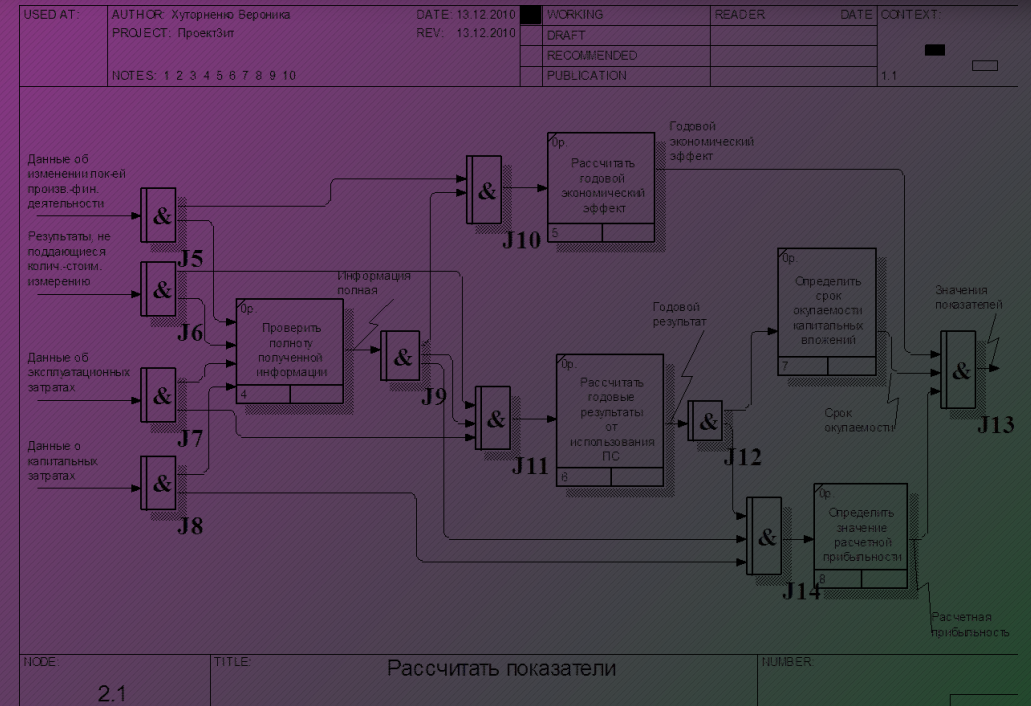 USED AT:
AUTHOR: Хуторненко Вероника
DATE: 13.12.2010
WORKING
READER
DATE
CONTEXT:
PROJECT: Проект3ит
REV: 13.12.2010
DRAFT
RECOMMENDED
NOTES: 1 2 3 4 5 6 7 8 9 10
PUBLICATION
1.1
Данные об
изменении пок-ей
произв.-фин.
деятельности
&
J5
Результаты, не
поддающиеся
колич.-стоим.
измерению
&
J6
Данные об
эксплуатационных
затратах
&
J7
Данные о
капитальных
затратах
&
J8
0р.
Проверить
полноту
полученной
информации
4
Информация
полная
&
J9
&
J10
0р.
Рассчитать
годовой
экономический
эффект
5
Годовой
экономический
эффект
&
J11
0р.
Рассчитать
годовые
результаты
от
использования
ПС
6
Годовой
результат
&
J12
0р.
Определить
срок
окупаемости
капитальных
вложений
7
Срок
окупаемости
&
J14
0р.
Определить
значение
расчетной
прибыльности
8
Расчетная
прибыльность
Значения
показателей
&
J13
NODE:
2.1
TITLE:
Рассчитать показатели
NUMBER: